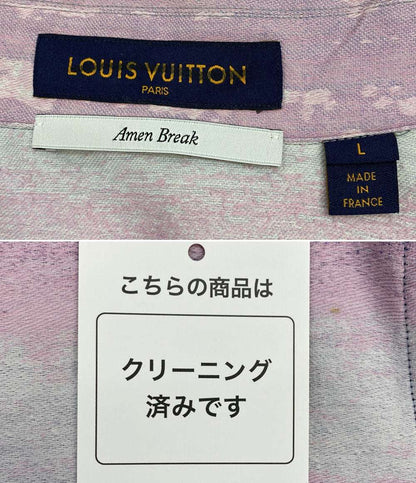 LOUIS VUITTON
PARIS
Amen Break
L
MADE
IN
FRANCE
こちらの商品は
クリーニング
済みです